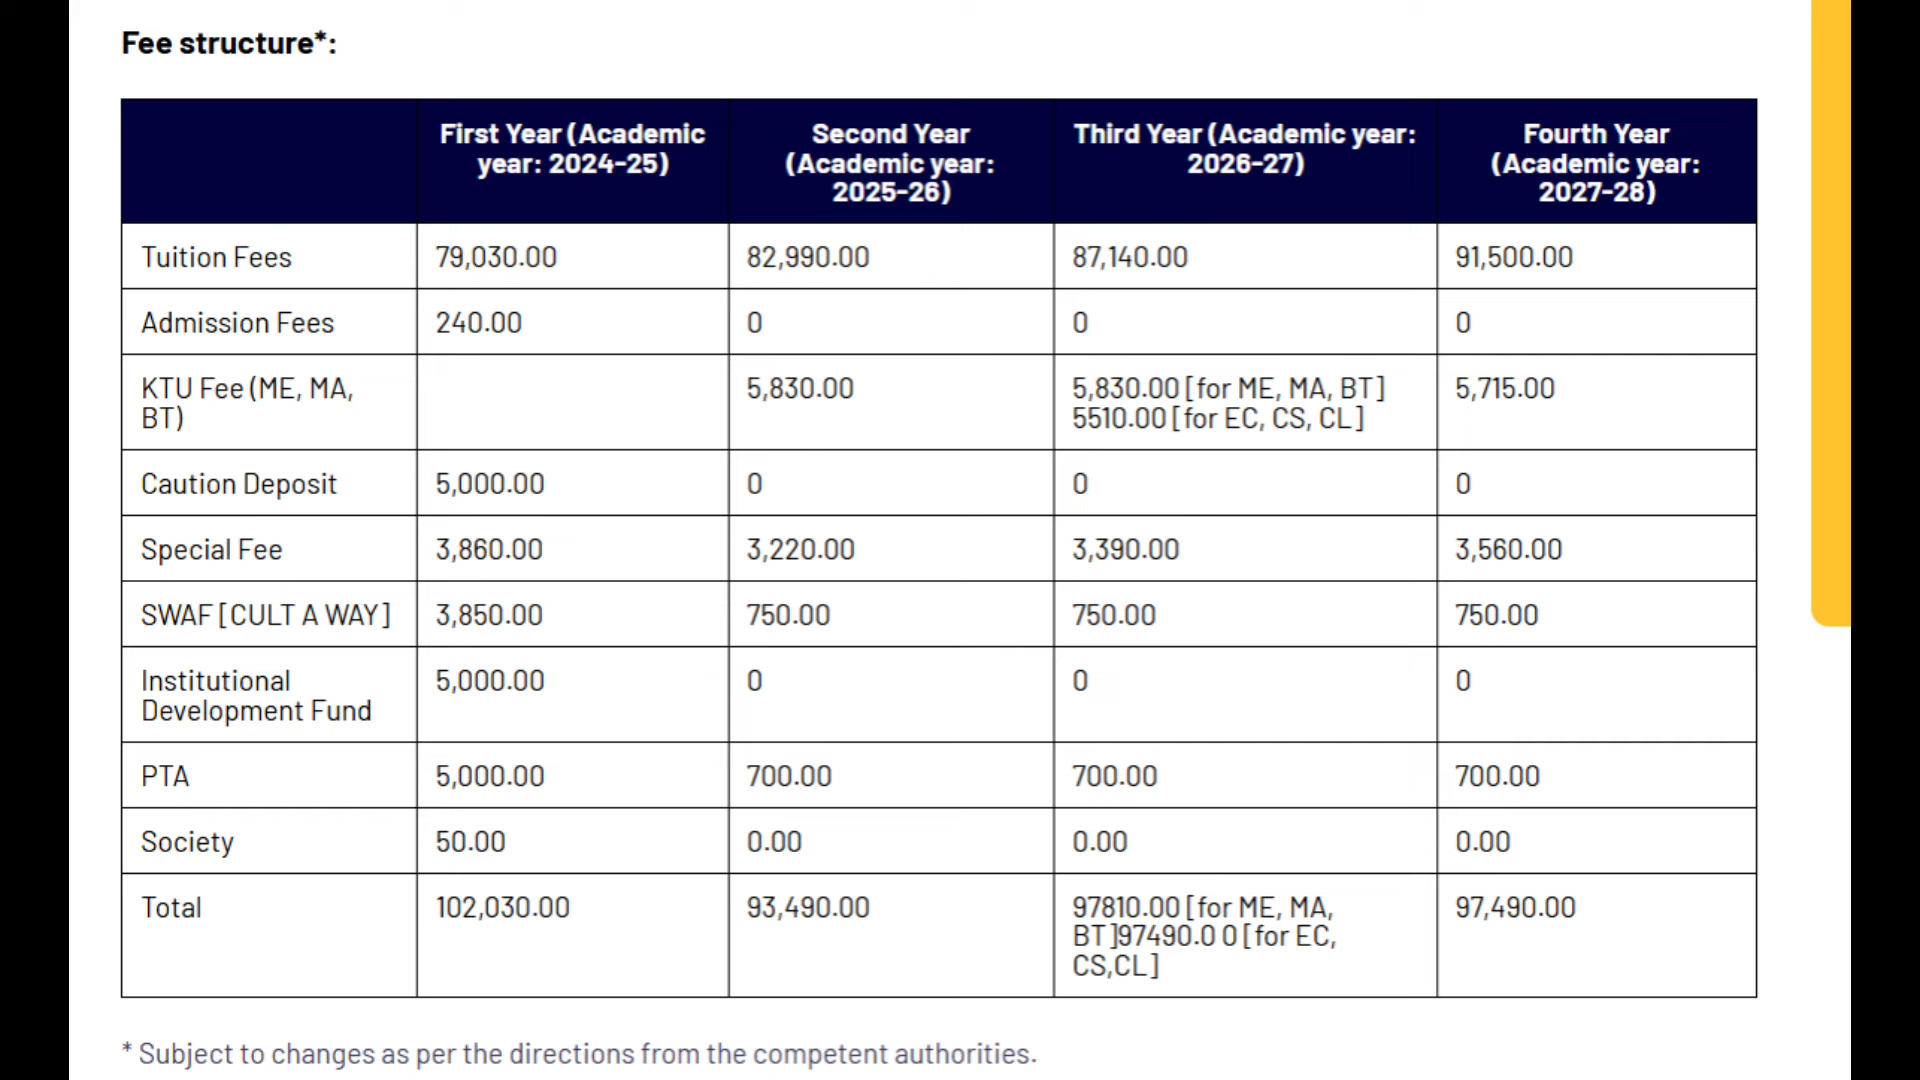 Fee structure*:
First Year (Academic
year: 2024-25)
Second Year
(Academic year:
2025-26)
Third Year (Academic year:
2026-27)
Fourth Year
(Academic year:
2027-28)
Tuition Fees
79,030.00
82,990.00
87,140.00
91,500.00
Admission Fees
240.00
0
0
0
KTU Fee (ME, MA,
BT)
5,830.00
5,830.00 [for ME, MA, BT]
5510.00 [for EC, CS, CL]
5,715.00
Caution Deposit
5,000.00
0
0
0
Special Fee
3,860.00
3,220.00
3,390.00
3,560.00
SWAF [CULT A WAY]
3,850.00
750.00
750.00
750.00
Institutional
Development Fund
5,000.00
0
0
0
PTA
5,000.00
700.00
700.00
700.00
Society
50.00
0.00
0.00
0.00
Total
102,030.00
93,490.00
97810.00 [for ME, MA,
BT]97490.0 0 [for EC,
CS,CL]
97,490.00
* Subject to changes as per the directions from the competent authorities.